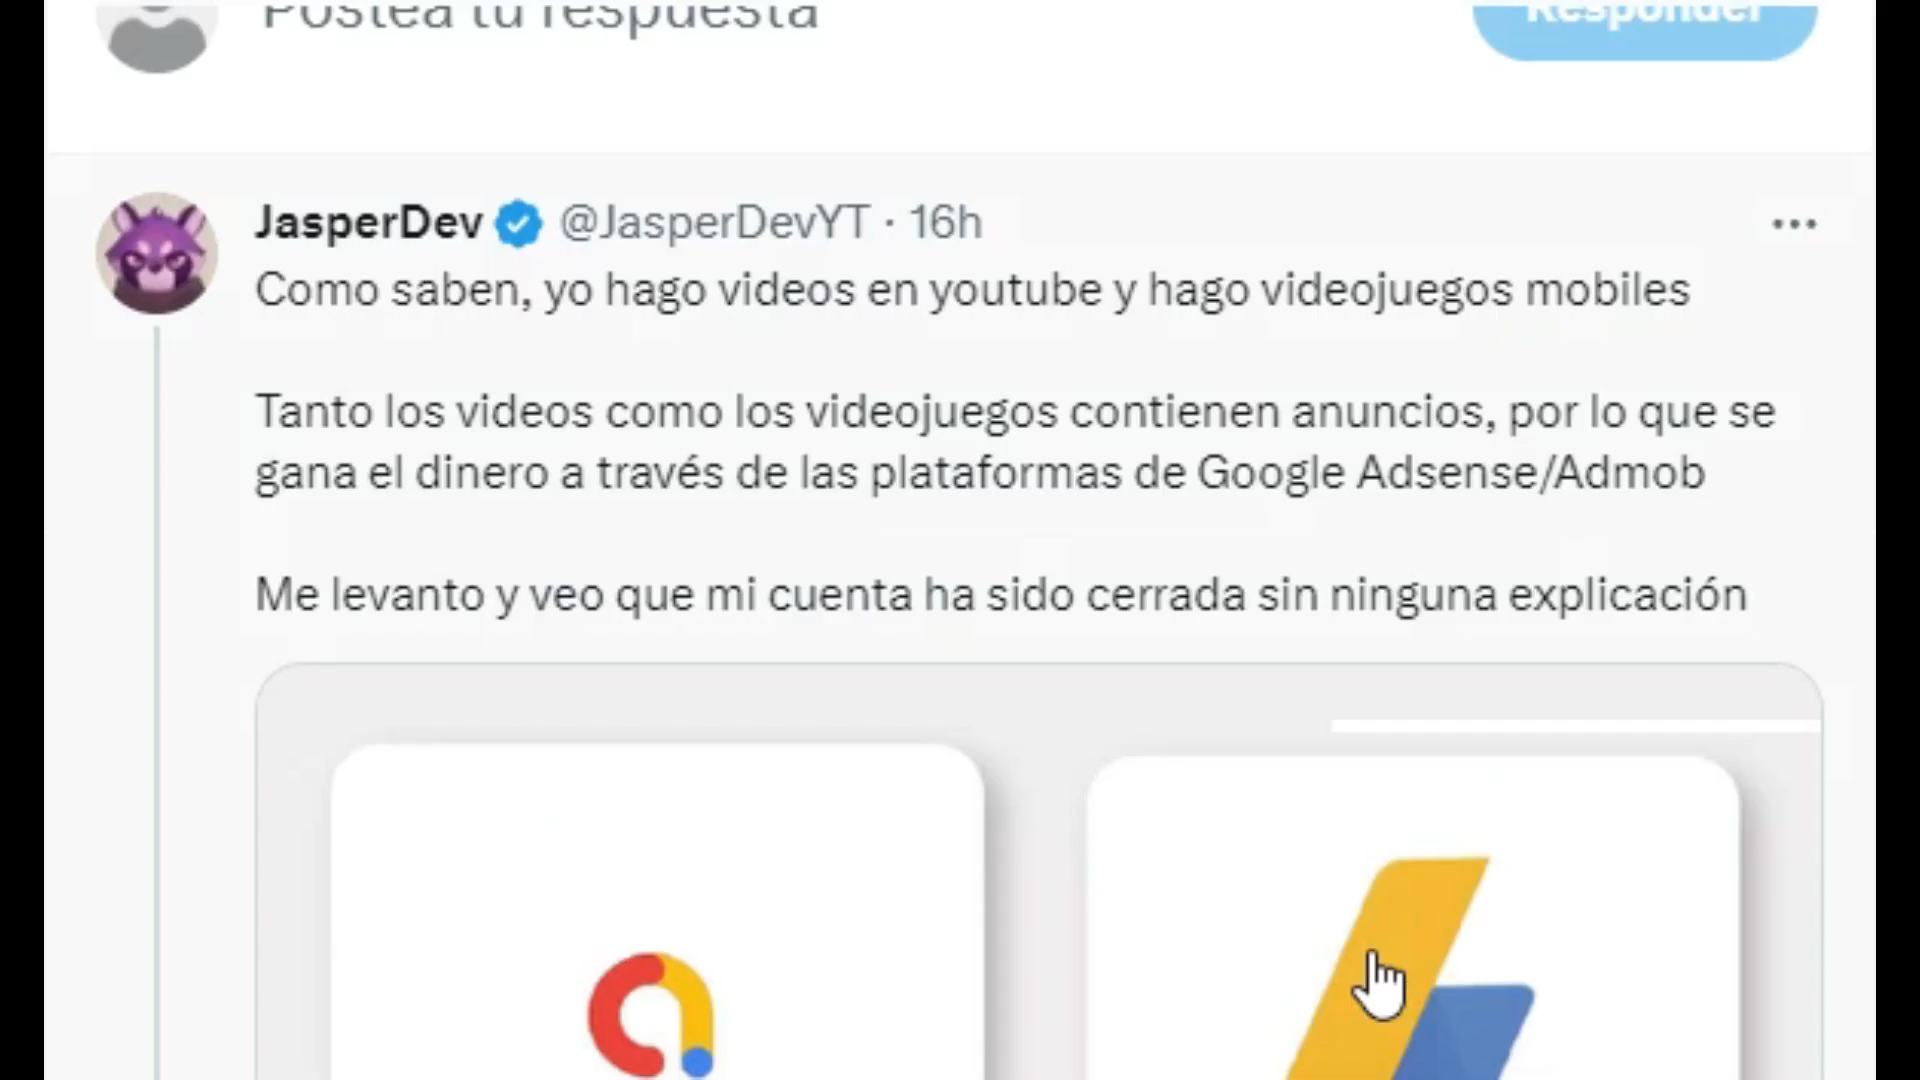 Postea tu respuesta
Responder
JasperDev @JasperDevYT · 16h
Como saben, yo hago videos en youtube y hago videojuegos mobiles
Tanto los videos como los videojuegos contienen anuncios, por lo que se
gana el dinero a través de las plataformas de Google Adsense/Admob
Me levanto y veo que mi cuenta ha sido cerrada sin ninguna explicación